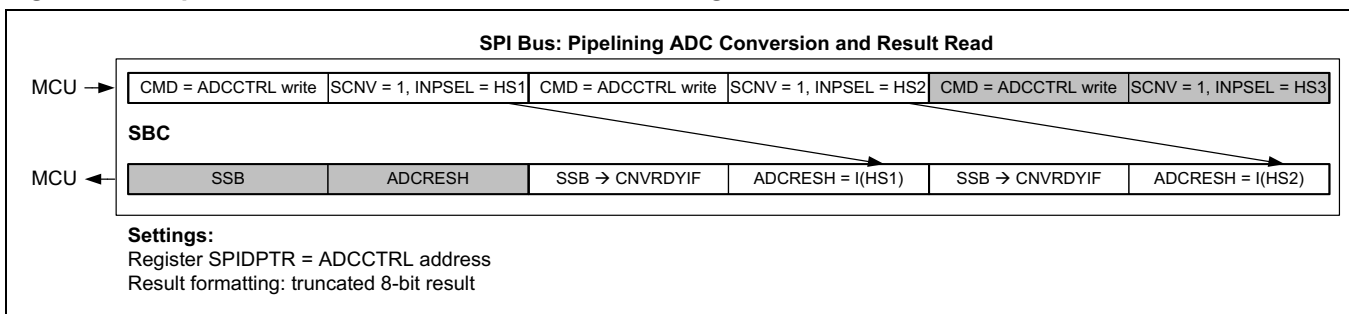 SPI Bus: Pipelining ADC Conversion and Result Read
MCU → CMD = ADCCTRL write SCNV = 1, INPSEL = HS1 CMD = ADCCTRL write SCNV = 1, INPSEL = HS2 CMD = ADCCTRL write SCNV = 1, INPSEL = HS3
SBC
MCU ← SSB ADCRESH SSB → CNVRDYIF ADCRESH = I(HS1) SSB → CNVRDYIF ADCRESH = I(HS2)
Settings:
Register SPIDPTR = ADCCTRL address
Result formatting: truncated 8-bit result